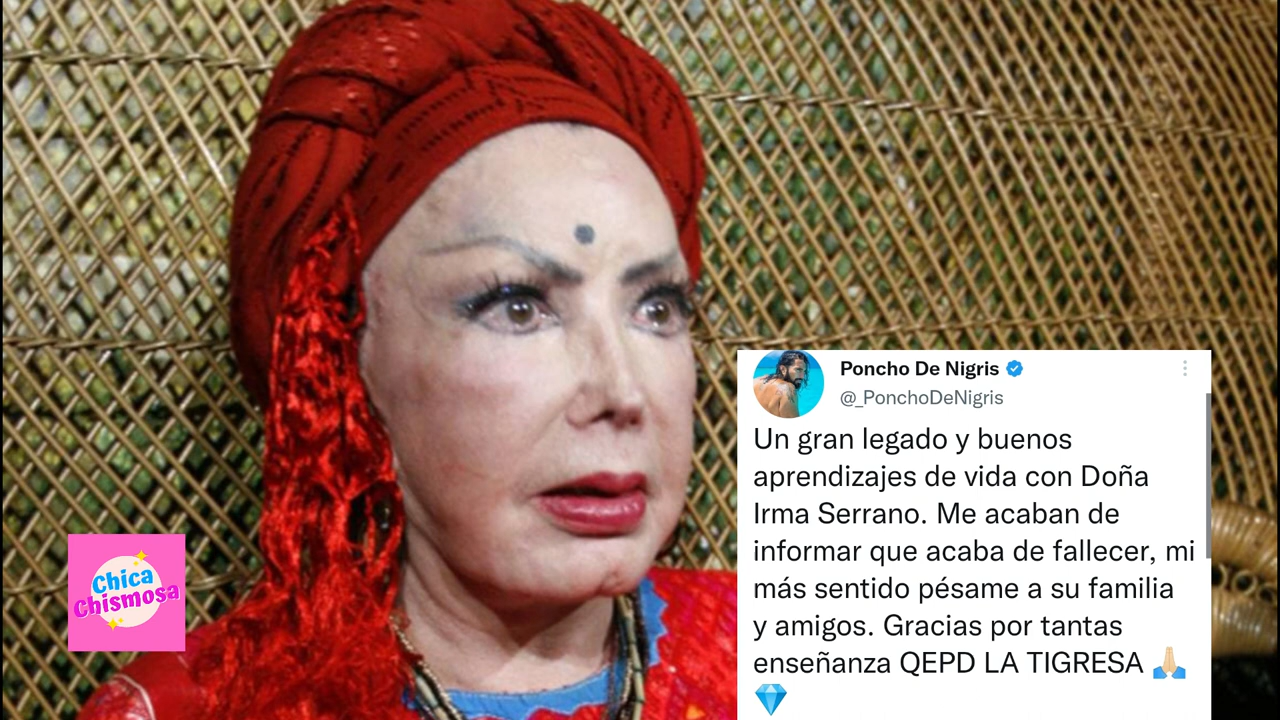 Chica
Chismosa
Poncho De Nigris
@_PonchoDeNigris
Un gran legado y buenos
aprendizajes de vida con Doña
Irma Serrano. Me acaban de
informar que acaba de fallecer, mi
más sentido pésame a su familia
y amigos. Gracias por tantas
enseñanza QEPD LA TIGRESA 🙏🏼
💎